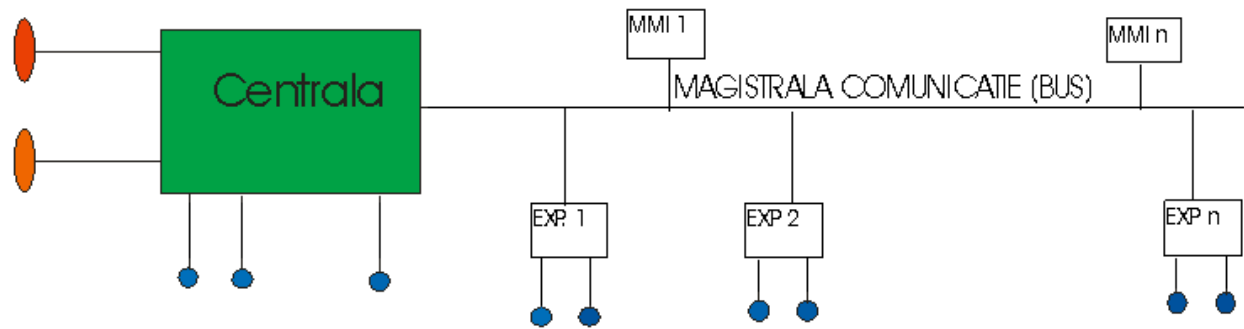 MMI 1
MMI n
Centrala
MAGISTRALA COMUNICATIE (BUS)
EXP. 1
EXP 2
EXP n